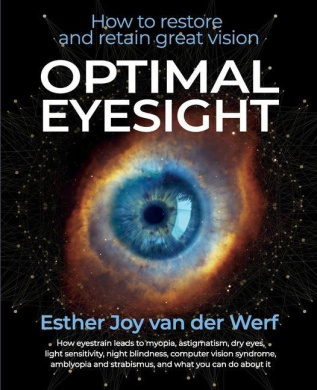 How to restore
and retain great vision
OPTIMAL
EYESIGHT
Esther Joy van der Werf
How eyestrain leads to myopia, astigmatism, dry eyes,
light sensitivity, night blindness, computer vision syndrome,
amblyopia and strabismus, and what you can do about it